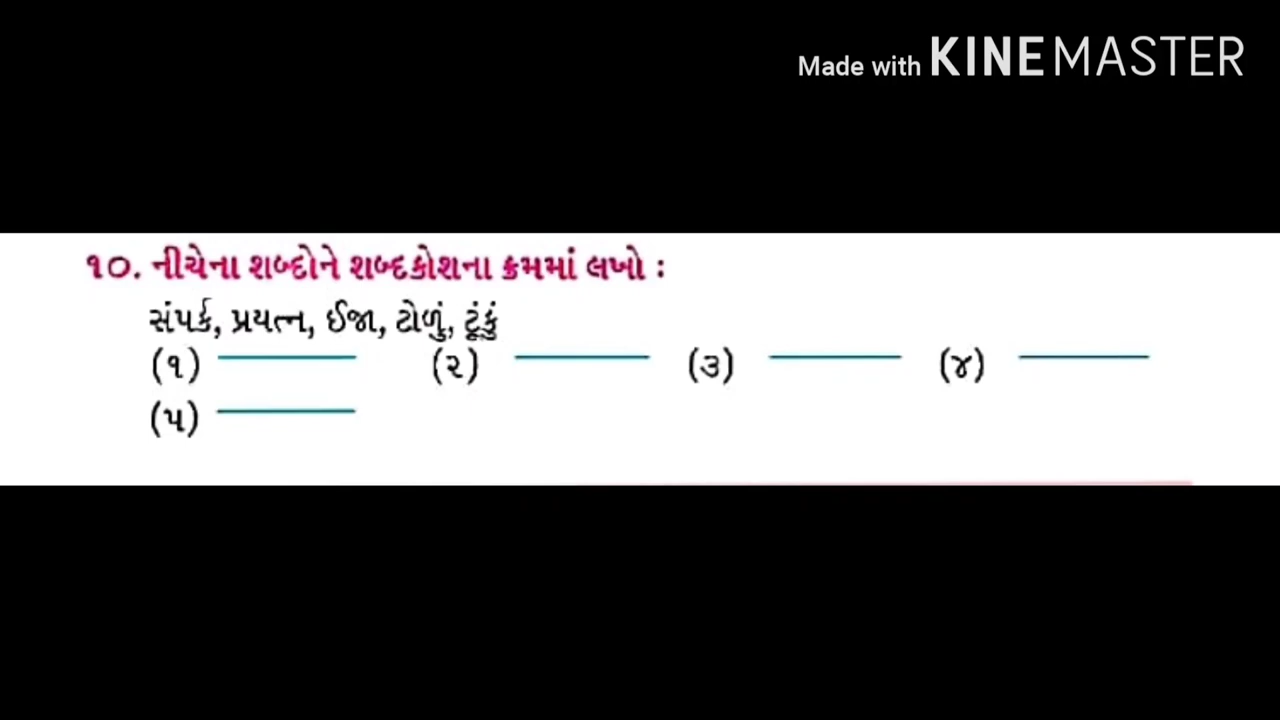 Made with KINEMASTER
૧૦. નીચેના શબ્દોને શબ્દકોશના ક્રમમાં લખો :
સંપર્ક, પ્રયત્ન, ઈજા, ટોળું, ટૂંકું
(૧) (૨) (૩) (૪)
(૫)